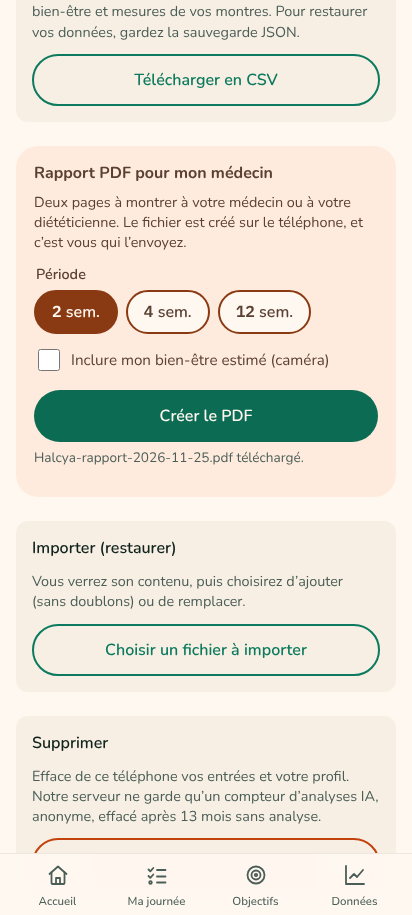 bien-être et mesures de vos montres. Pour restaurer
vos données, gardez la sauvegarde JSON.
Télécharger en CSV
Rapport PDF pour mon médecin
Deux pages à montrer à votre médecin ou à votre
diététicienne. Le fichier est créé sur le téléphone, et
c’est vous qui l’envoyez.
Période
2 sem.
4 sem.
12 sem.
Inclure mon bien-être estimé (caméra)
Créer le PDF
Halcya-rapport-2026-11-25.pdf téléchargé.
Importer (restaurer)
Vous verrez son contenu, puis choisirez d’ajouter
(sans doublons) ou de remplacer.
Choisir un fichier à importer
Supprimer
Efface de ce téléphone vos entrées et votre profil.
Notre serveur ne garde qu’un compteur d’analyses IA,
anonyme, effacé après 13 mois sans analyse.
Accueil
Ma journée
Objectifs
Données